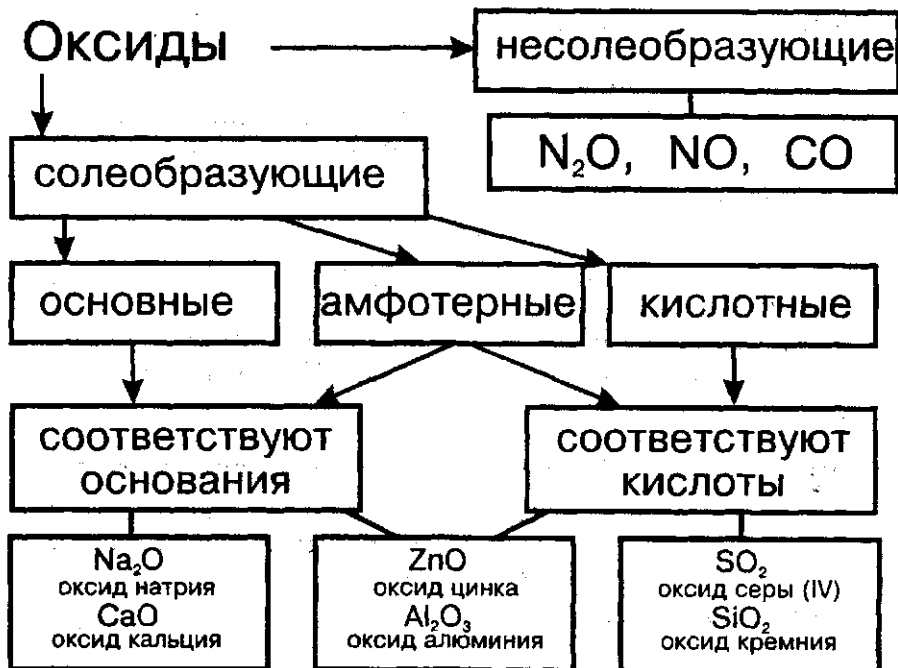 Оксиды
несолеобразующие
N₂O, NO, CO
солеобразующие
основные
амфотерные
кислотные
соответствуют
основания
соответствуют
кислоты
Na₂O
оксид натрия
CaO
оксид кальция
ZnO
оксид цинка
Al₂O₃
оксид алюминия
SO₂
оксид серы (IV)
SiO₂
оксид кремния